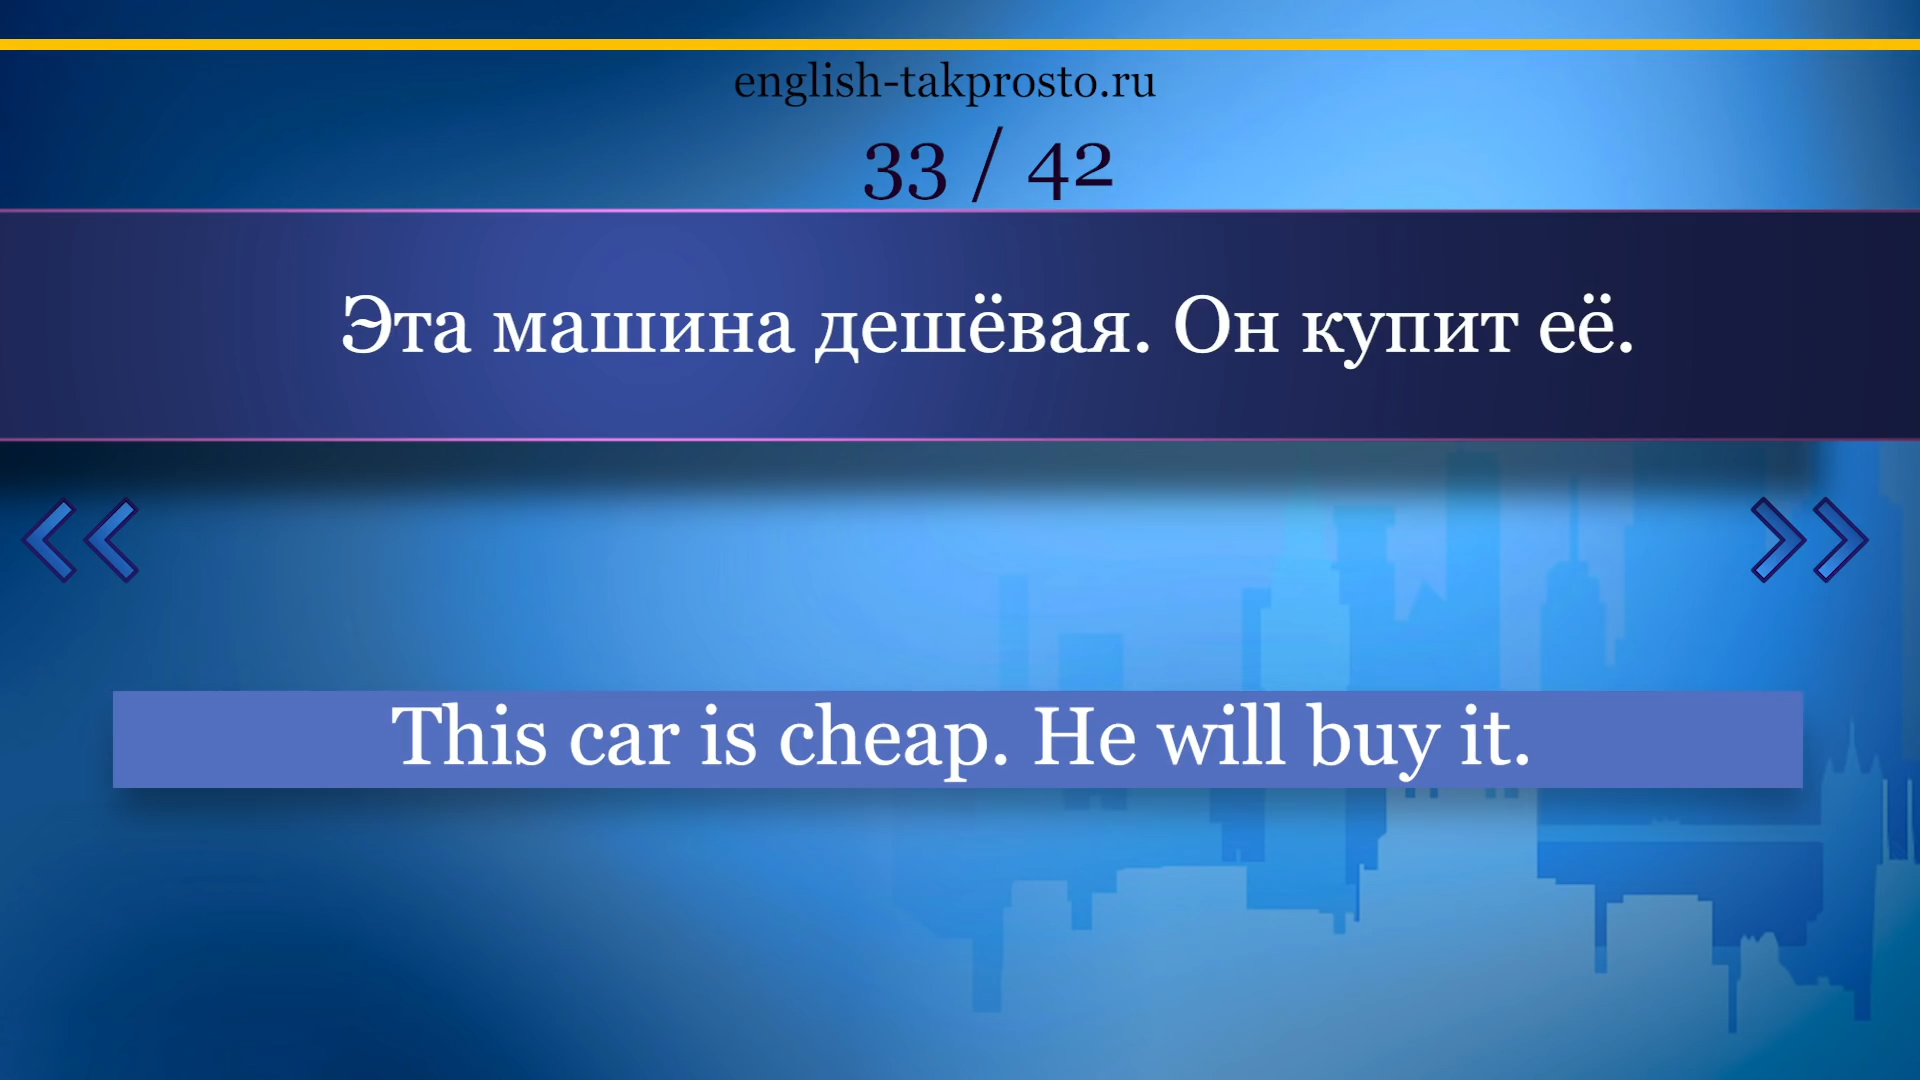 english-takprosto.ru
33 / 42
Эта машина дешёвая. Он купит её.
This car is cheap. He will buy it.